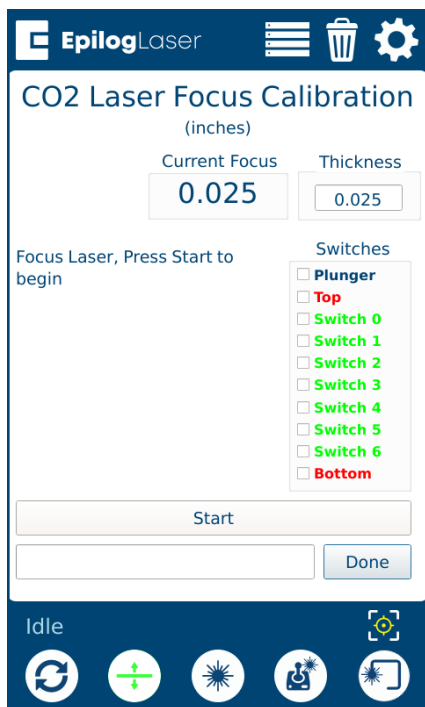 EpilogLaser
CO2 Laser Focus Calibration
(inches)
Current Focus
0.025
Thickness
0.025
Focus Laser, Press Start to
begin
Switches
Plunger
Top
Switch 0
Switch 1
Switch 2
Switch 3
Switch 4
Switch 5
Switch 6
Bottom
Start
Done
Idle